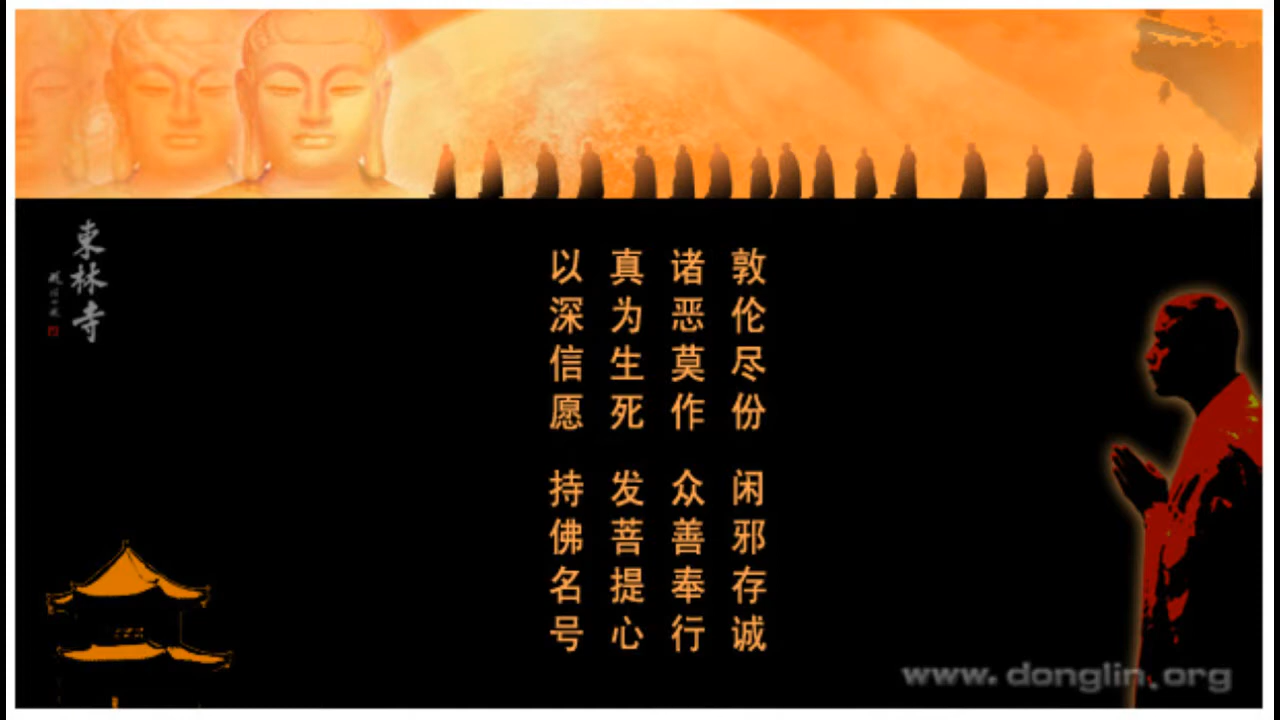 敦伦尽份 闲邪存诚
诸恶莫作 众善奉行
真为生死 发菩提心
以深信愿 持佛名号
東林寺
www.donglin.org